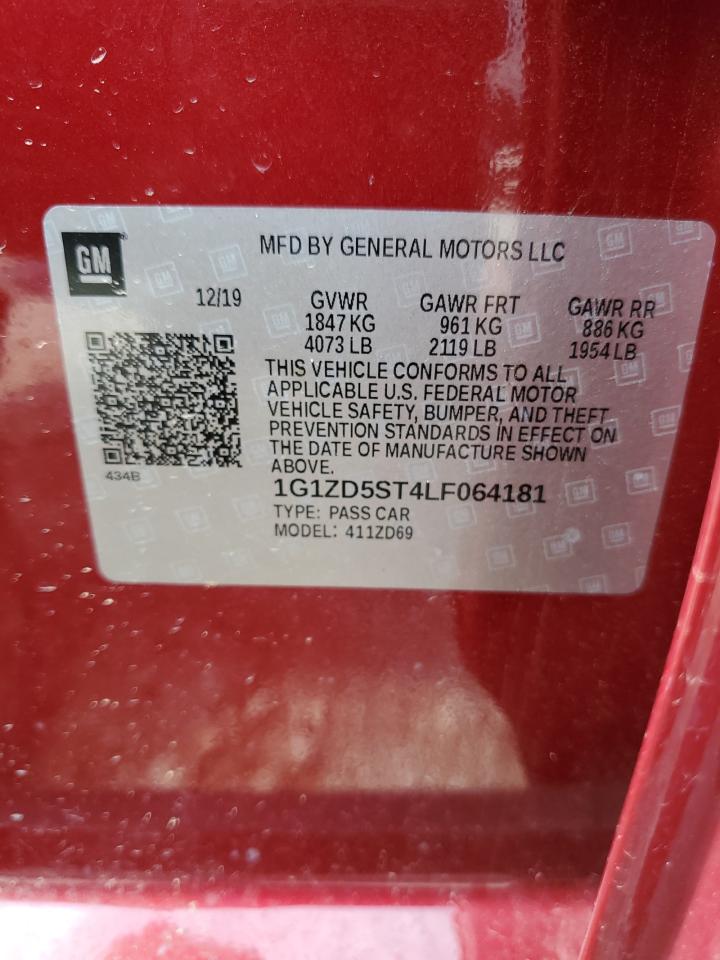 GM
MFD BY GENERAL MOTORS LLC
12/19 GVWR GAWR FRT GAWR RR
1847 KG 961 KG 886 KG
4073 LB 2119 LB 1954 LB
THIS VEHICLE CONFORMS TO ALL
APPLICABLE U.S. FEDERAL MOTOR
VEHICLE SAFETY, BUMPER, AND THEFT
PREVENTION STANDARDS IN EFFECT ON
THE DATE OF MANUFACTURE SHOWN
ABOVE.
434B
1G1ZD5ST4LF064181
TYPE: PASS CAR
MODEL: 411ZD69